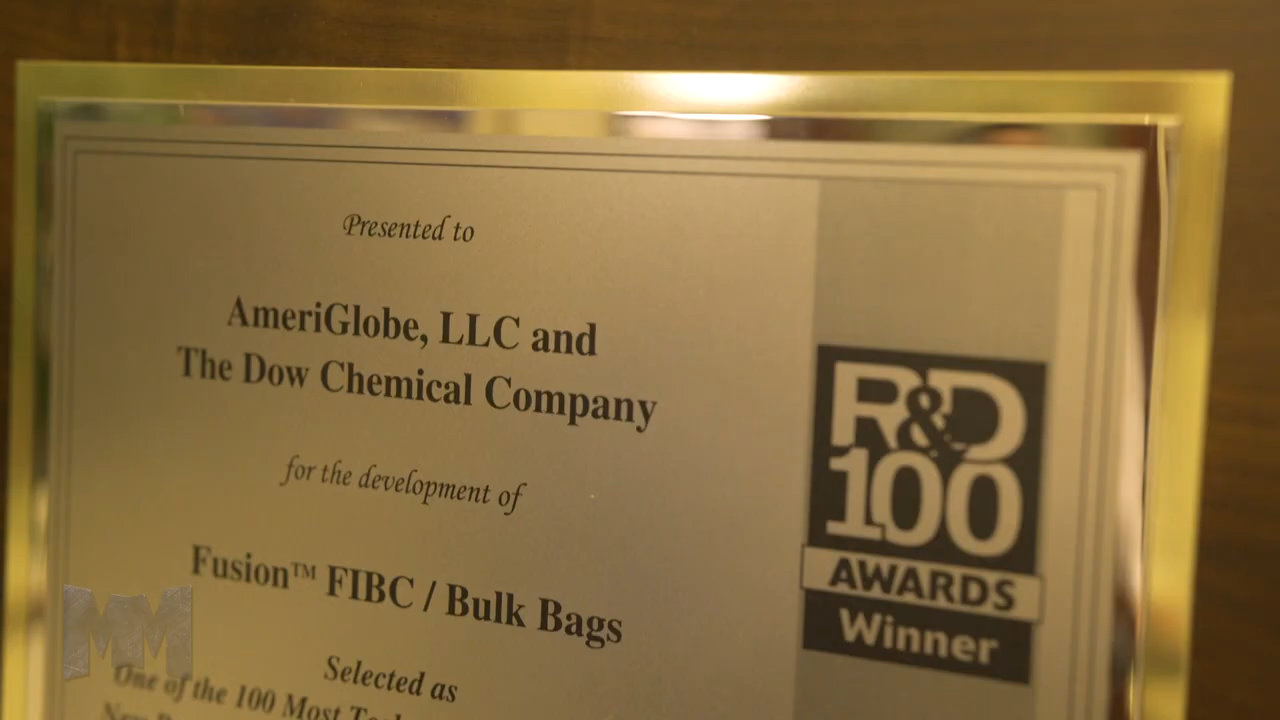 Presented to
AmeriGlobe, LLC and
The Dow Chemical Company
for the development of
Fusion™ FIBC / Bulk Bags
Selected as
One of the 100 Most
New
R&D
100
AWARDS
Winner
MM